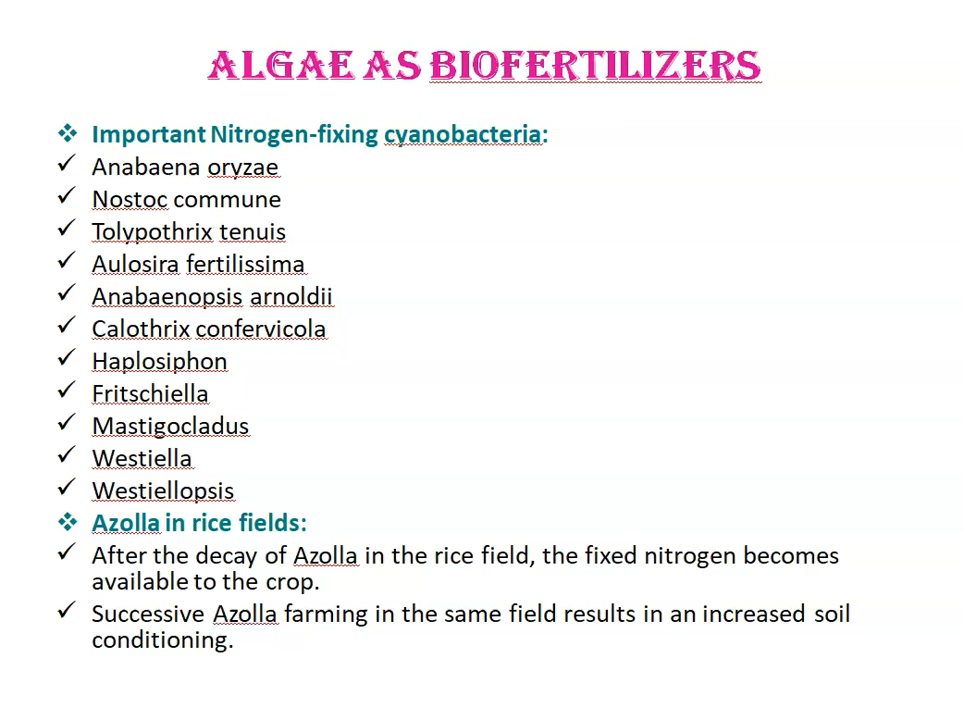 ALGAE AS BIOFERTILIZERS
❖ Important Nitrogen-fixing cyanobacteria:
✓ Anabaena oryzae
✓ Nostoc commune
✓ Tolypothrix tenuis
✓ Aulosira fertilissima
✓ Anabaenopsis arnoldii
✓ Calothrix confervicola
✓ Haplosiphon
✓ Fritschiella
✓ Mastigocladus
✓ Westiella
✓ Westiellopsis
❖ Azolla in rice fields:
✓ After the decay of Azolla in the rice field, the fixed nitrogen becomes
available to the crop.
✓ Successive Azolla farming in the same field results in an increased soil
conditioning.